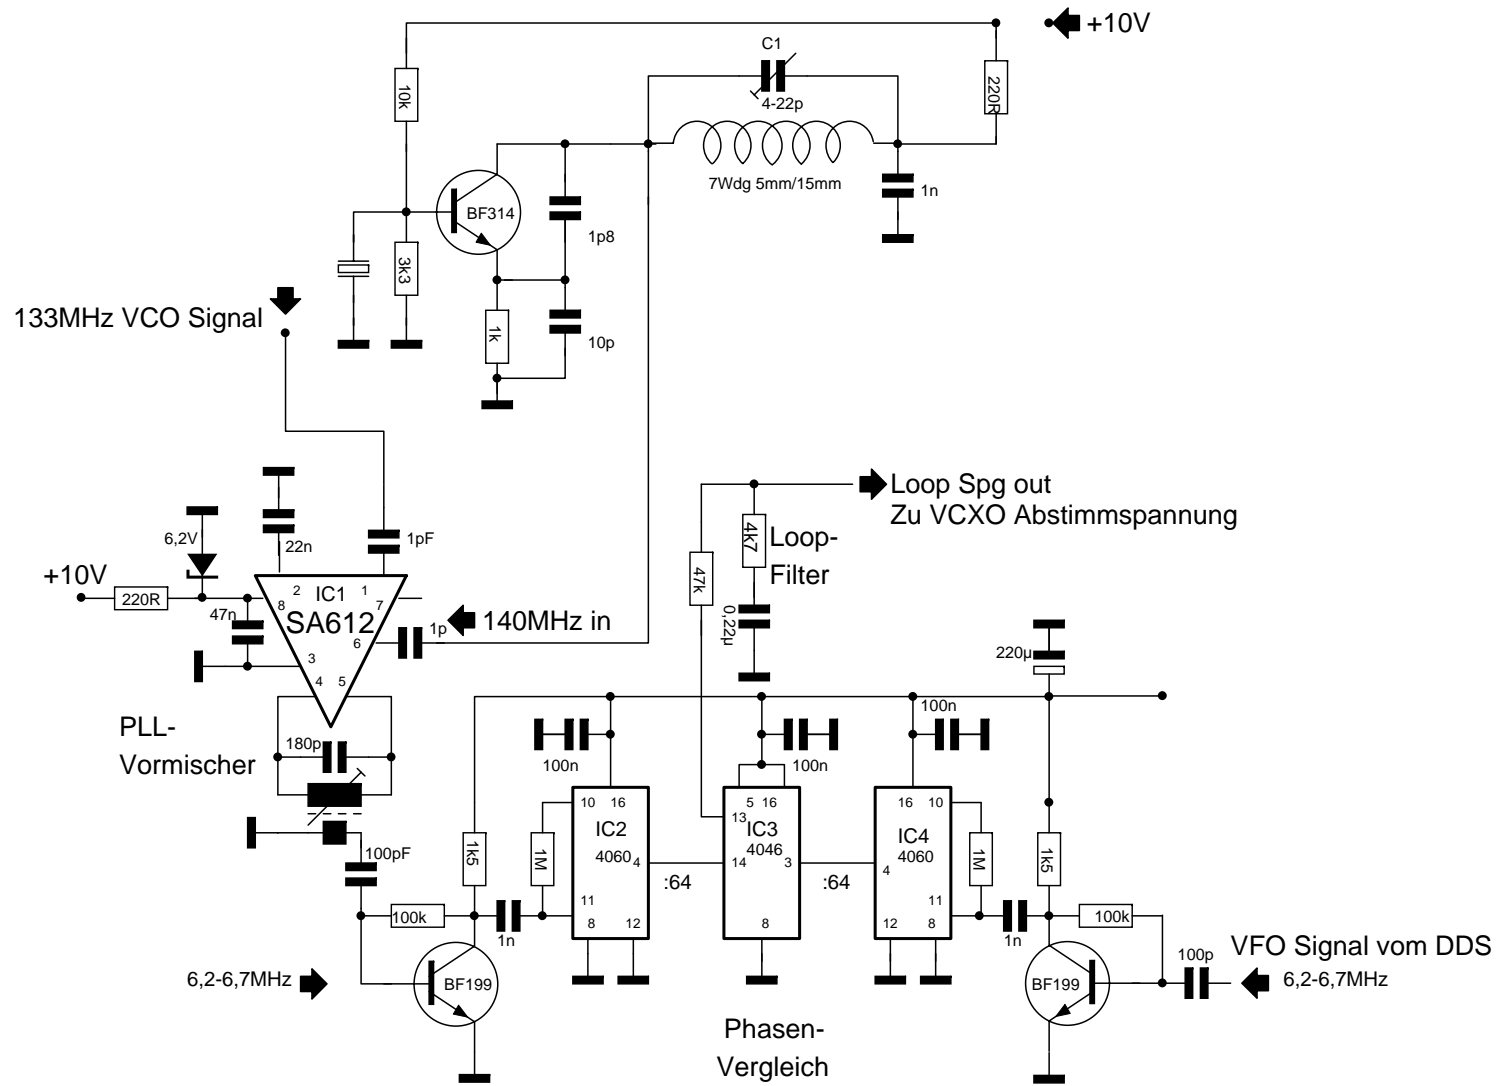 +10V
C1
10k
220R
4-22p
7Wdg 5mm/15mm
1n
BF314
1p8
3k3
133MHz VCO Signal
1k
10p
Loop Spg out
Zu VCXO Abstimmspannung
6,2V
22n
1pF
4k7
Loop-
Filter
+10V
220R
47n
2
IC1
1
8
7
SA612
6
1p
140MHz in
47k
0,22µ
3
4
5
220µ
PLL-
Vormischer
180p
100n
100n
100n
10
16
5
16
16
10
13
IC2
IC3
IC4
4060
4
14
4046
3
4060
4
1k5
1M
1M
1k5
100pF
:64
:64
11
11
100k
1n
8
12
8
12
8
1n
100k
VFO Signal vom DDS
6,2-6,7MHz
BF199
BF199
100p
6,2-6,7MHz
Phasen-
Vergleich